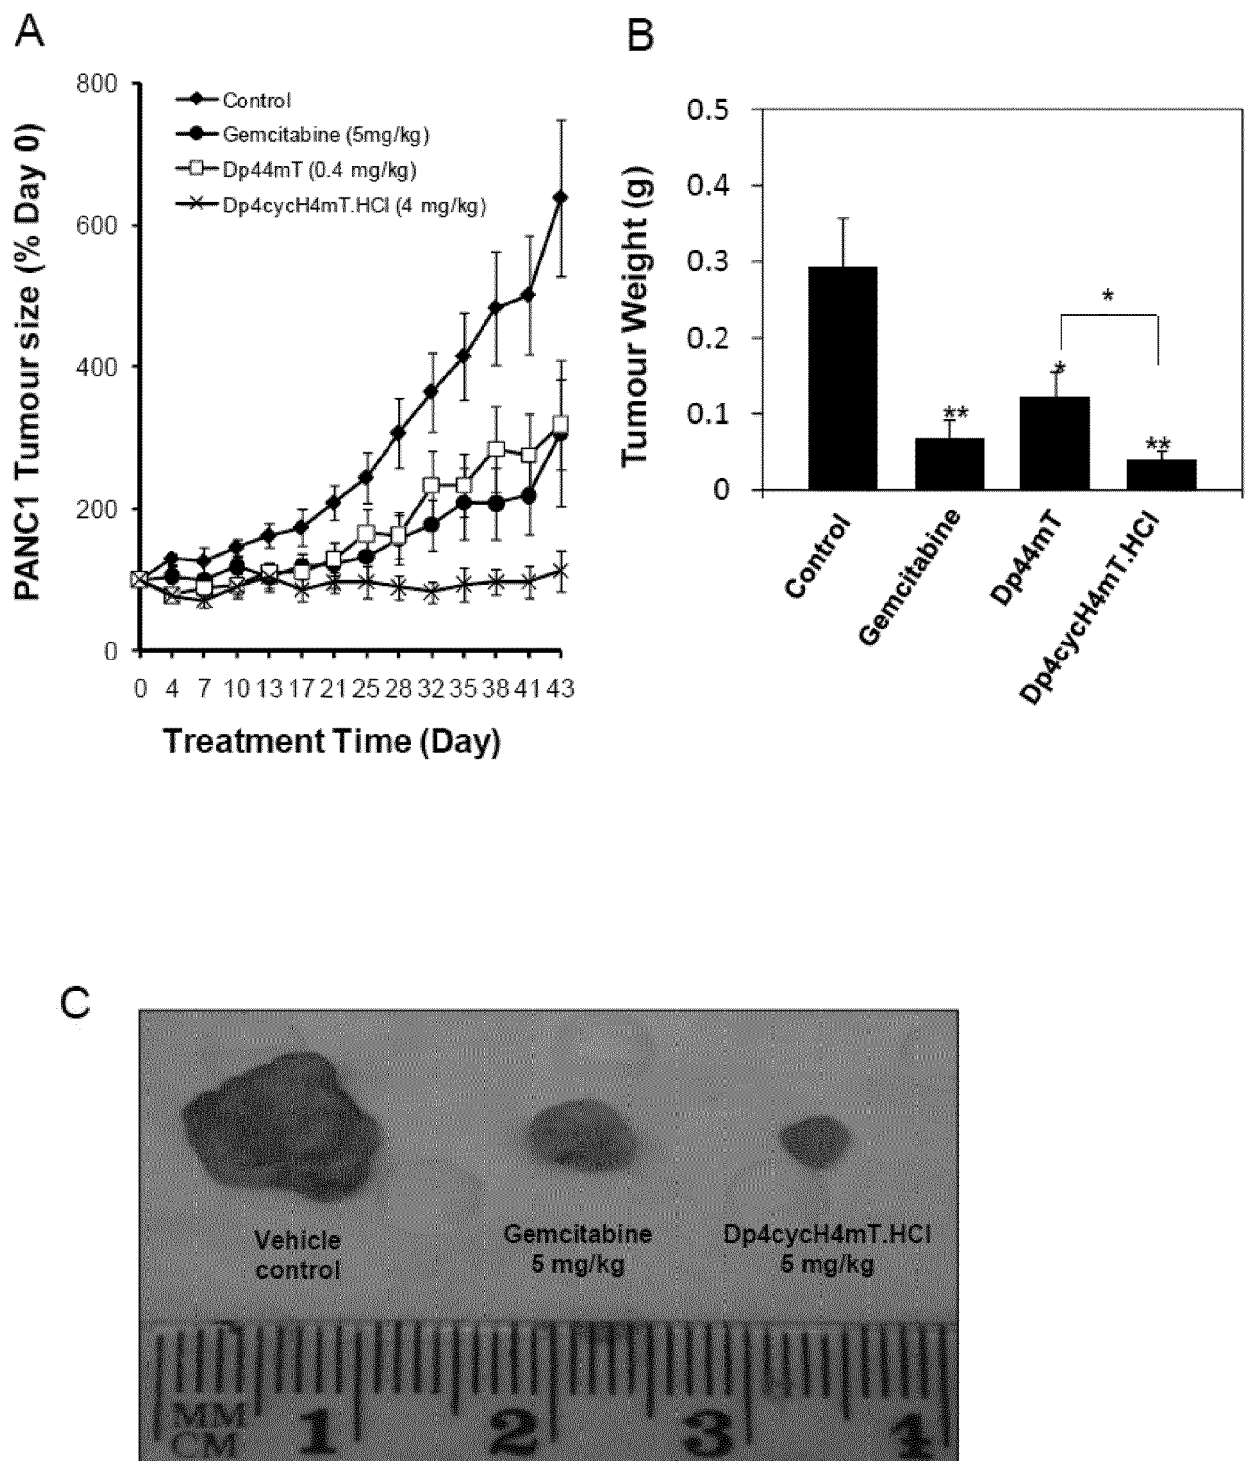 A
800
600
400
200
0
PANC1 Tumour size (% Day 0)
Control
Gemcitabine (5mg/kg)
Dp44mT (0.4 mg/kg)
Dp4cycH4mT.HCl (4 mg/kg)
0 4 7 10 13 17 21 25 28 32 35 38 41 43
Treatment Time (Day)
B
0.5
0.4
0.3
0.2
0.1
0
Tumour Weight (g)
*
*
**
**
Control
Gemcitabine
Dp44mT
Dp4cycH4mT.HCl
C
Vehicle
control
Gemcitabine
5 mg/kg
Dp4cycH4mT.HCl
5 mg/kg
MM
CM
1 2 3 4